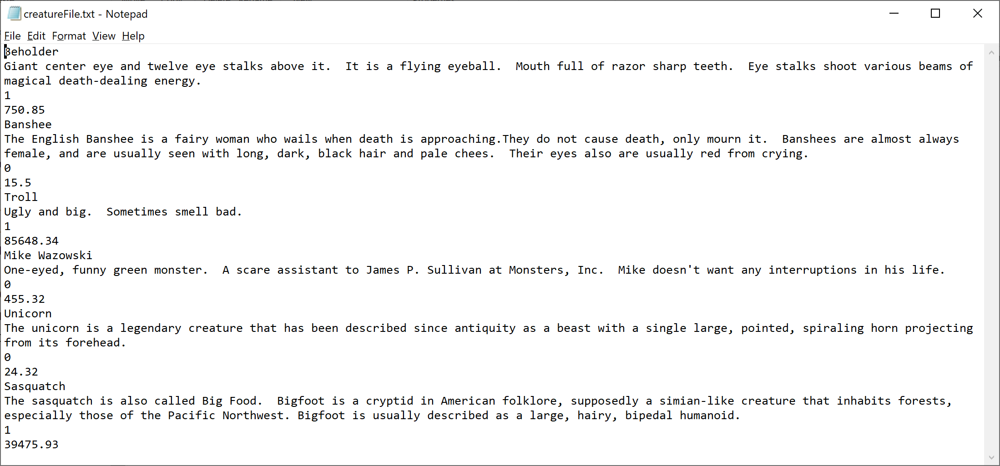 creatureFile.txt - Notepad
File Edit Format View Help
Beholder
Giant center eye and twelve eye stalks above it.  It is a flying eyeball.  Mouth full of razor sharp teeth.  Eye stalks shoot various beams of
magical death-dealing energy.
1
750.85
Banshee
The English Banshee is a fairy woman who wails when death is approaching.They do not cause death, only mourn it.  Banshees are almost always
female, and are usually seen with long, dark, black hair and pale chees.  Their eyes also are usually red from crying.
0
15.5
Troll
Ugly and big.  Sometimes smell bad.
1
85648.34
Mike Wazowski
One-eyed, funny green monster.  A scare assistant to James P. Sullivan at Monsters, Inc.  Mike doesn't want any interruptions in his life.
0
455.32
Unicorn
The unicorn is a legendary creature that has been described since antiquity as a beast with a single large, pointed, spiraling horn projecting
from its forehead.
0
24.32
Sasquatch
The sasquatch is also called Big Food.  Bigfoot is a cryptid in American folklore, supposedly a simian-like creature that inhabits forests,
especially those of the Pacific Northwest. Bigfoot is usually described as a large, hairy, bipedal humanoid.
1
39475.93